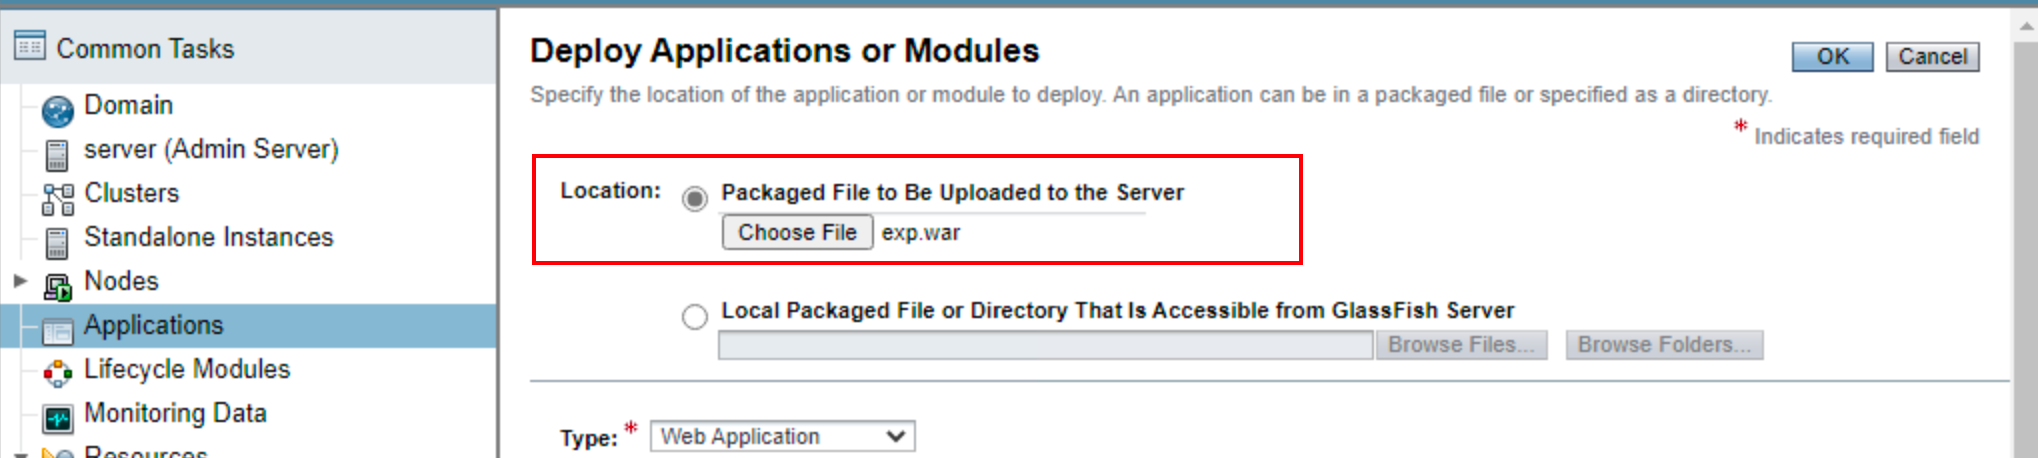 Common Tasks
Domain
server (Admin Server)
Clusters
Standalone Instances
Nodes
Applications
Lifecycle Modules
Monitoring Data
Resources
Deploy Applications or Modules
OK
Cancel
Specify the location of the application or module to deploy. An application can be in a packaged file or specified as a directory.
* Indicates required field
Location:
Packaged File to Be Uploaded to the Server
Choose File exp.war
Local Packaged File or Directory That Is Accessible from GlassFish Server
Browse Files... Browse Folders...
Type: * Web Application